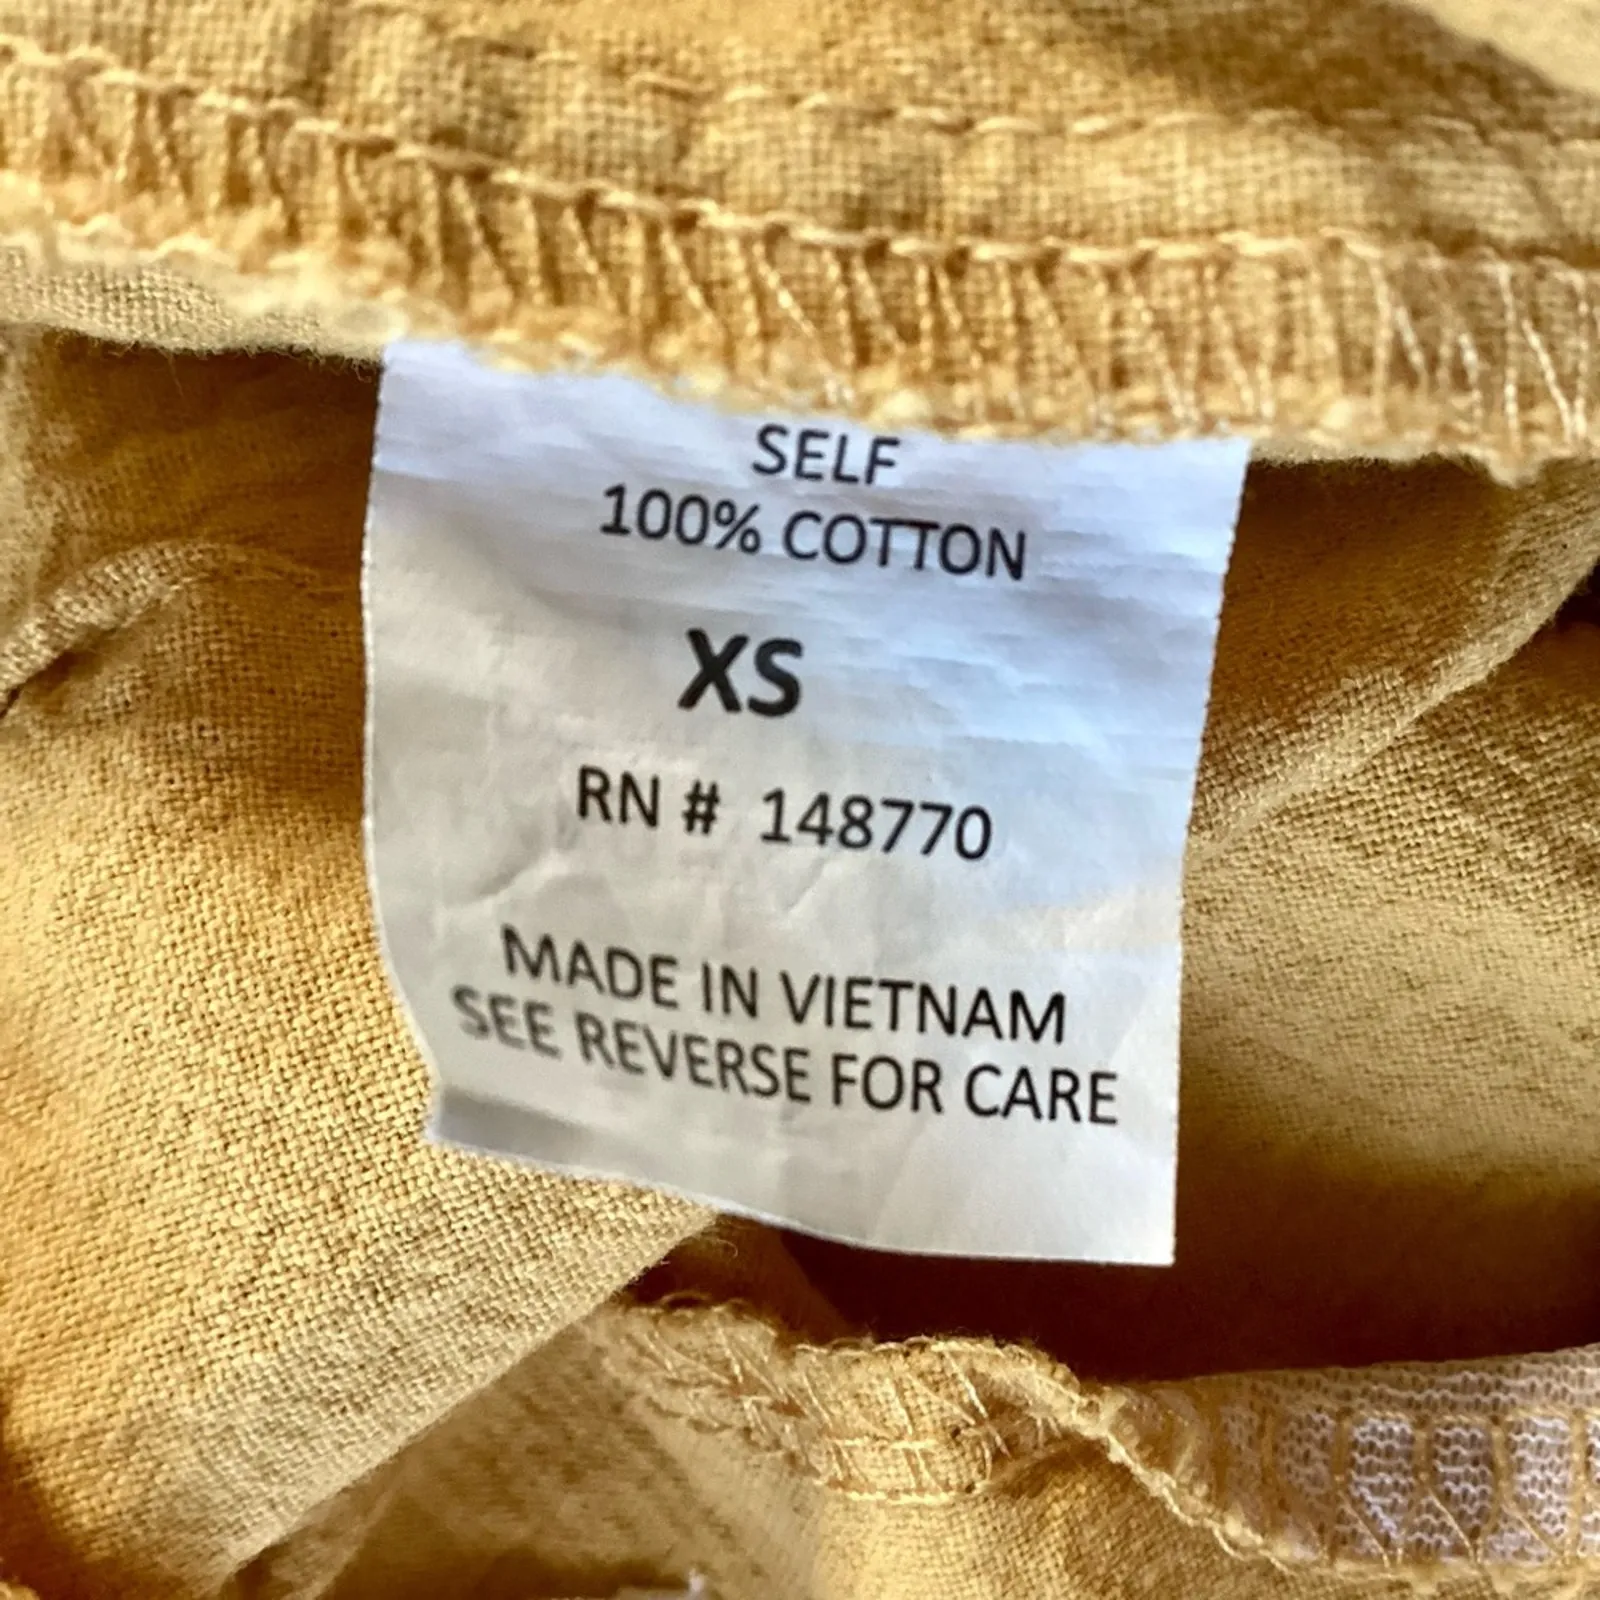 SELF
100% COTTON
XS
RN # 148770
MADE IN VIETNAM
SEE REVERSE FOR CARE